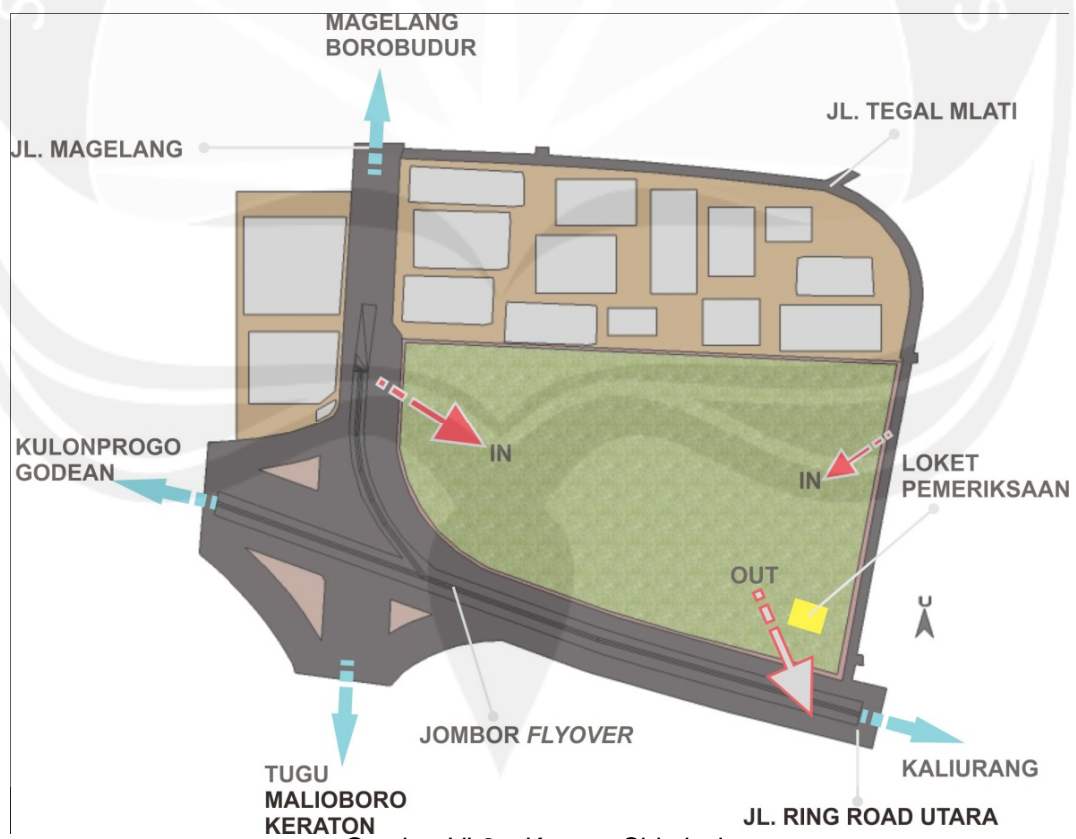 MAGELANG
BOROBUDUR
JL. TEGAL MLATI
JL. MAGELANG
KULONPROGO
GODEAN
IN
IN
LOKET
PEMERIKSAAN
OUT
U
JOMBOR FLYOVER
KALIURANG
TUGU
MALIOBORO
KERATON
JL. RING ROAD UTARA